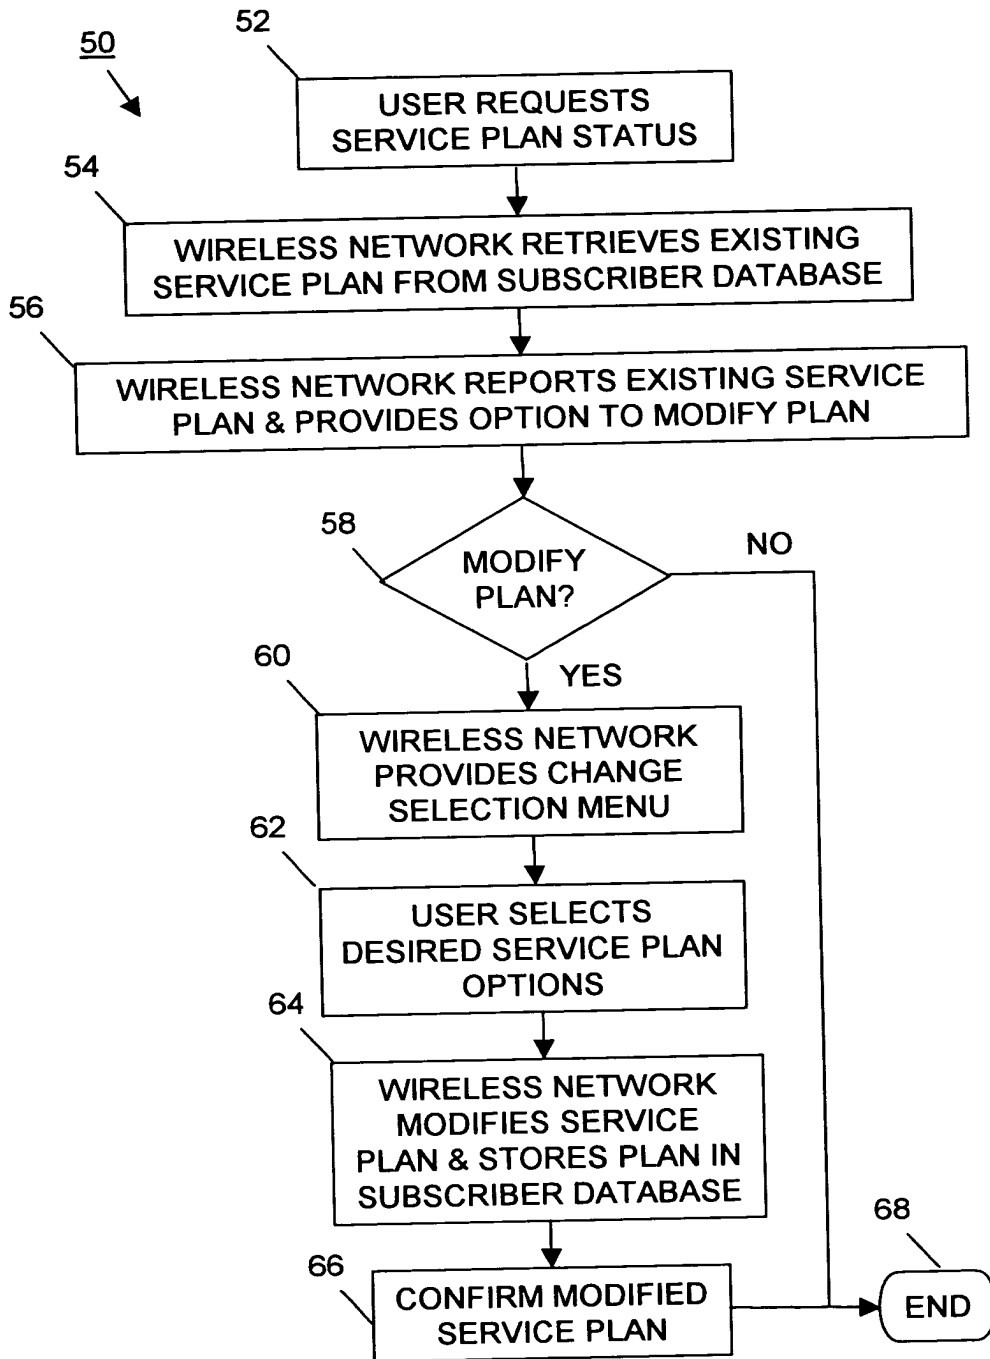 50
52
USER REQUESTS
SERVICE PLAN STATUS
54
WIRELESS NETWORK RETRIEVES EXISTING
SERVICE PLAN FROM SUBSCRIBER DATABASE
56
WIRELESS NETWORK REPORTS EXISTING SERVICE
PLAN & PROVIDES OPTION TO MODIFY PLAN
58
MODIFY
PLAN?
NO
YES
60
WIRELESS NETWORK
PROVIDES CHANGE
SELECTION MENU
62
USER SELECTS
DESIRED SERVICE PLAN
OPTIONS
64
WIRELESS NETWORK
MODIFIES SERVICE
PLAN & STORES PLAN IN
SUBSCRIBER DATABASE
66
CONFIRM MODIFIED
SERVICE PLAN
68
END